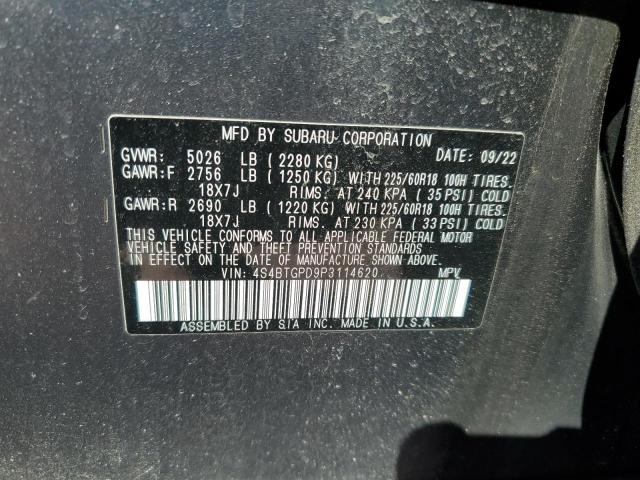 MFD BY SUBARU CORPORATION
GVWR: 5026 LB ( 2280 KG) DATE: 09/22
GAWR:F 2756 LB ( 1250 KG) WITH 225/60R18 100H TIRES.
18X7J RIMS. AT 240 KPA ( 35 PSI) COLD
GAWR:R 2690 LB ( 1220 KG) WITH 225/60R18 100H TIRES.
18X7J RIMS. AT 230 KPA ( 33 PSI) COLD
THIS VEHICLE CONFORMS TO ALL APPLICABLE FEDERAL MOTOR
VEHICLE SAFETY AND THEFT PREVENTION STANDARDS
IN EFFECT ON THE DATE OF MANUFACTURE SHOWN ABOVE.
VIN: 4S4BTGPD9P3114620 MPV
ASSEMBLED BY SIA INC. MADE IN U.S.A.